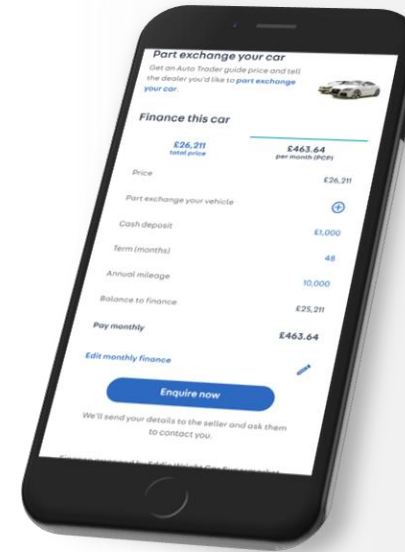 Part exchange your car
Get an Auto Trader guide price and tell
the dealer you'd like to part exchange
your car.
Finance this car
£26,211
total price
£463.64
per month (PCP)
Price £26,211
Part exchange your vehicle
Cash deposit £1,000
Term (months) 48
Annual mileage 10,000
Balance to finance £25,211
Pay monthly £463.64
Edit monthly finance
Enquire now
We'll send your details to the seller and ask them
to contact you.